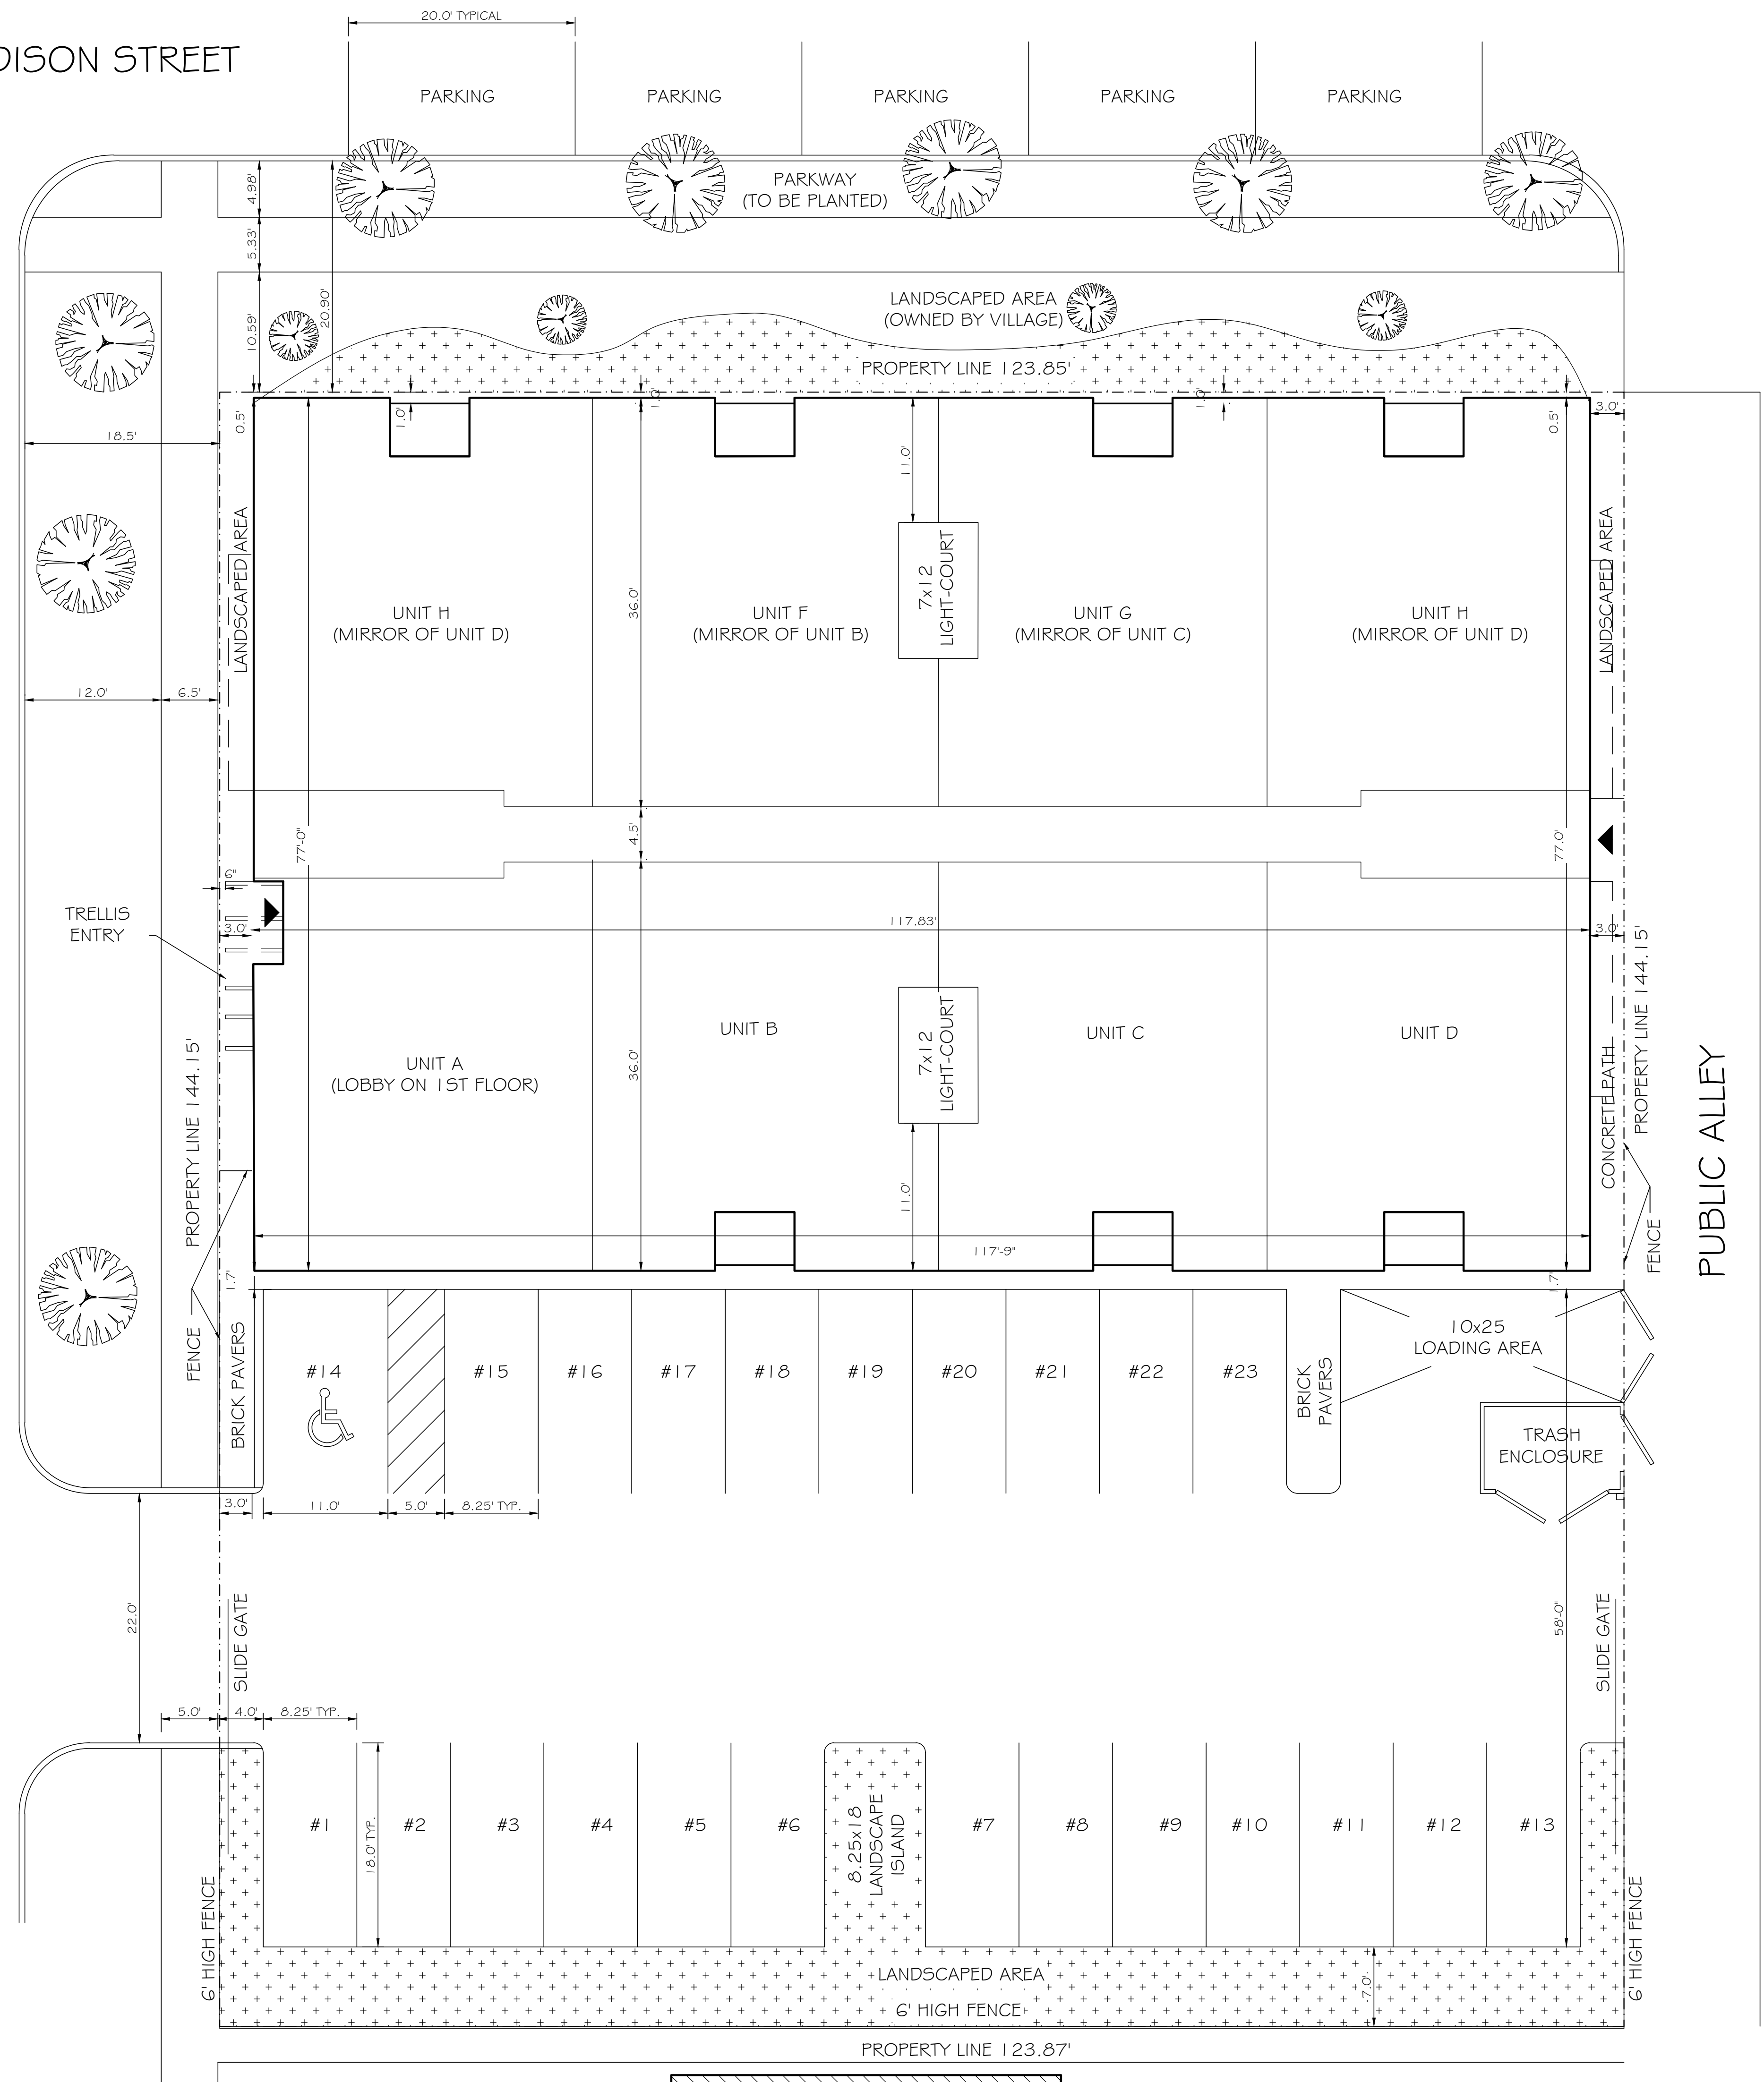 20.0' TYPICAL
DISON STREET
PARKING
PARKING
PARKING
PARKING
PARKING
PARKWAY
(TO BE PLANTED)
4.98'
5.33'
10.59'
20.90'
LANDSCAPED AREA
(OWNED BY VILLAGE)
PROPERTY LINE 123.85'
0.5'
1.0'
1.0'
1.0'
0.5'
3.0'
18.5'
11.0'
LANDSCAPED AREA
LANDSCAPED AREA
7x12
LIGHT-COURT
UNIT H
(MIRROR OF UNIT D)
36.0'
UNIT F
(MIRROR OF UNIT B)
UNIT G
(MIRROR OF UNIT C)
UNIT H
(MIRROR OF UNIT D)
12.0'
6.5'
77'-0"
4.5'
77.0'
6"
TRELLIS
ENTRY
3.0'
117.83'
3.0'
PROPERTY LINE 144.15'
PROPERTY LINE 144.15'
UNIT A
(LOBBY ON 1ST FLOOR)
36.0'
UNIT B
7x12
LIGHT-COURT
UNIT C
UNIT D
CONCRETE PATH
PUBLIC ALLEY
11.0'
117'-9"
FENCE
1.7'
1.7'
FENCE
BRICK PAVERS
#14
#15
#16
#17
#18
#19
#20
#21
#22
#23
BRICK
PAVERS
10x25
LOADING AREA
TRASH
ENCLOSURE
3.0'
11.0'
5.0'
8.25' TYP.
22.0'
SLIDE GATE
58'-0"
SLIDE GATE
5.0'
4.0'
8.25' TYP.
#1
18.0' TYP.
#2
#3
#4
#5
#6
8.25x18
LANDSCAPE
ISLAND
#7
#8
#9
#10
#11
#12
#13
6' HIGH FENCE
6' HIGH FENCE
LANDSCAPED AREA
7.0'
6' HIGH FENCE
PROPERTY LINE 123.87'